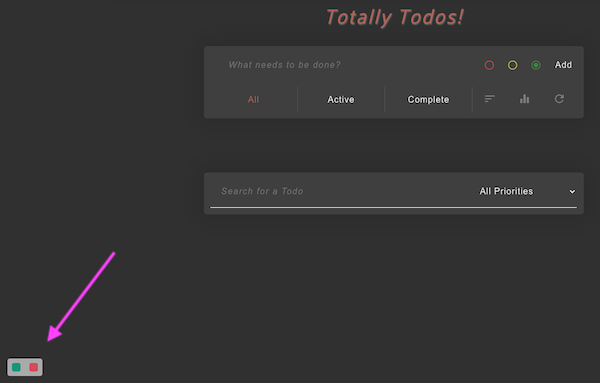 Totally Todos!
What needs to be done?
Add
All
Active
Complete
Search for a Todo
All Priorities